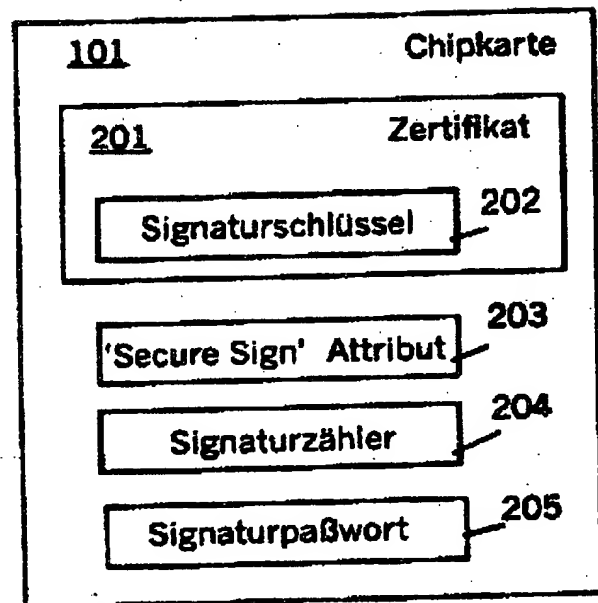 101 Chipkarte
201 Zertifikat
Signaturschlüssel 202
'Secure Sign' Attribut 203
Signaturzähler 204
Signaturpaßwort 205